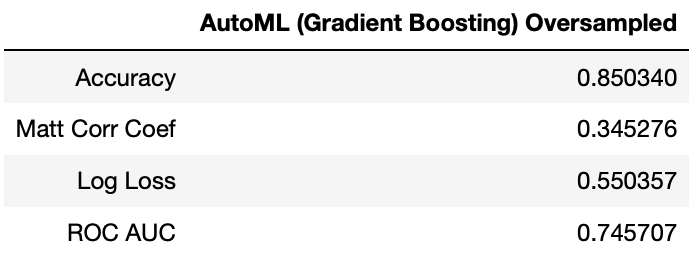 AutoML (Gradient Boosting) Oversampled
Accuracy 0.850340
Matt Corr Coef 0.345276
Log Loss 0.550357
ROC AUC 0.745707